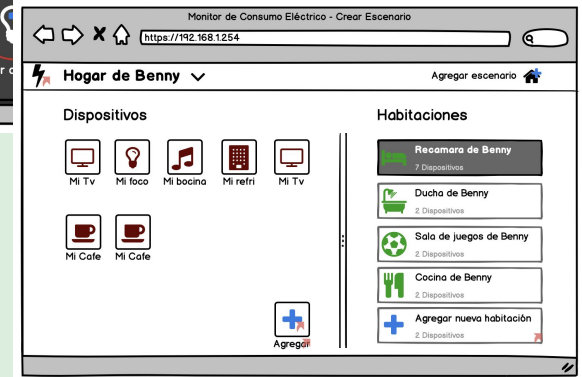 Monitor de Consumo Eléctrico - Crear Escenario
https://192.168.1.254
Hogar de Benny
Agregar escenario
Dispositivos
Mi Tv
Mi foco
Mi bocina
Mi refri
Mi Tv
Mi Cafe
Mi Cafe
Agregar
Habitaciones
Recamara de Benny
7 Dispositivos
Ducha de Benny
2 Dispositivos
Sala de juegos de Benny
2 Dispositivos
Cocina de Benny
2 Dispositivos
Agregar nueva habitación
2 Dispositivos